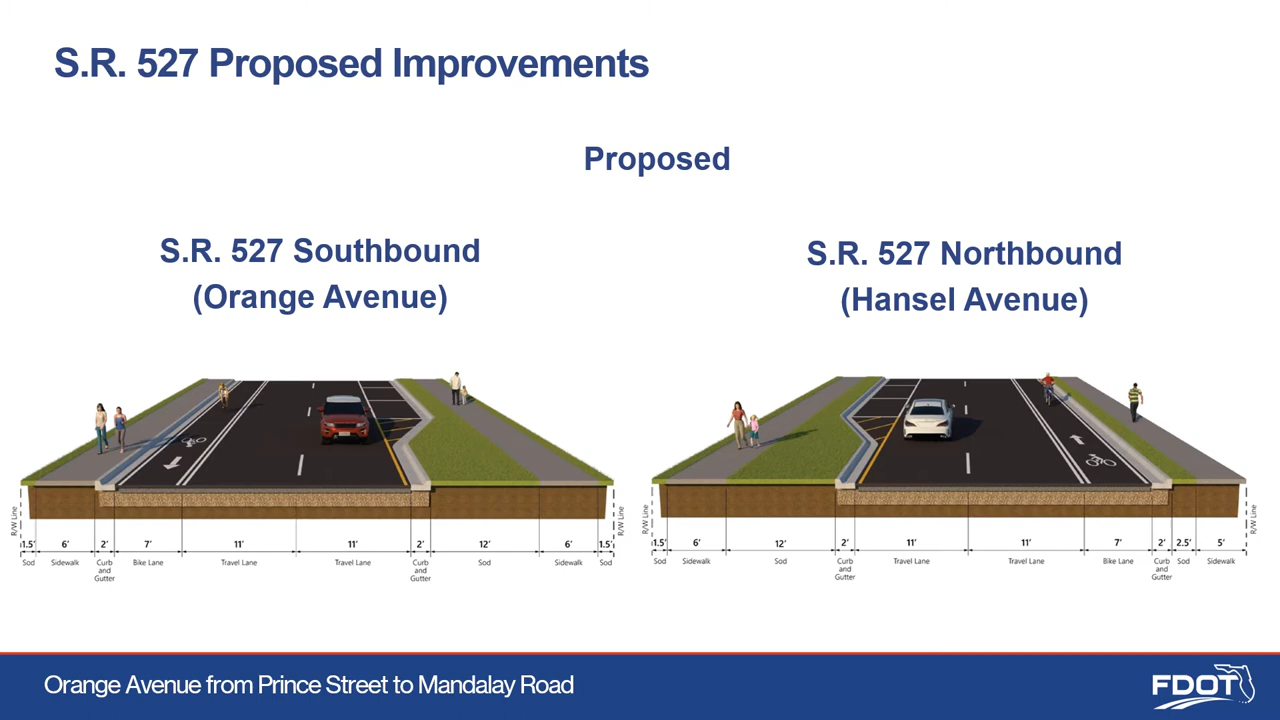 S.R. 527 Proposed Improvements
Proposed
S.R. 527 Southbound
(Orange Avenue)
S.R. 527 Northbound
(Hansel Avenue)
R/W Line
1.5' 6' 2' 7' 11' 11' 2' 12' 6' 1.5'
Sod Sidewalk Curb and Gutter Bike Lane Travel Lane Travel Lane Curb and Gutter Sod Sidewalk Sod
R/W Line
R/W Line
1.5' 6' 12' 2' 11' 11' 7' 2' 2.5' 5'
Sod Sidewalk Sod Curb and Gutter Travel Lane Travel Lane Bike Lane Curb and Gutter Sod Sidewalk
R/W Line
Orange Avenue from Prince Street to Mandalay Road
FDOT